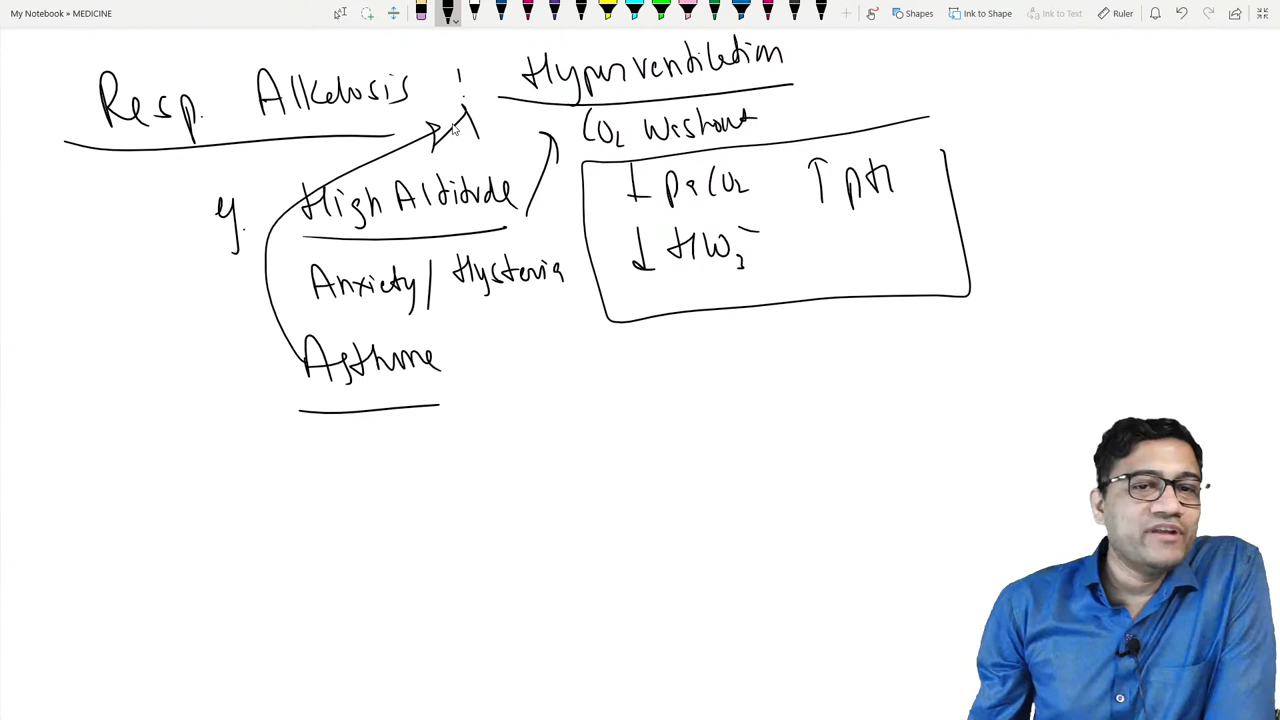 My Notebook » MEDICINE
Shapes
Ink to Shape
Ink to Text
Ruler
Resp. Alkalosis : Hyperventilation
CO2 Washout
↓ PaCO2 ↑ pH
↓ HCO3-
eg. High Altitude
Anxiety / Hysteria
Asthma